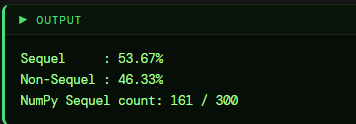 ▶ OUTPUT
Sequel     : 53.67%
Non-Sequel : 46.33%
NumPy Sequel count: 161 / 300